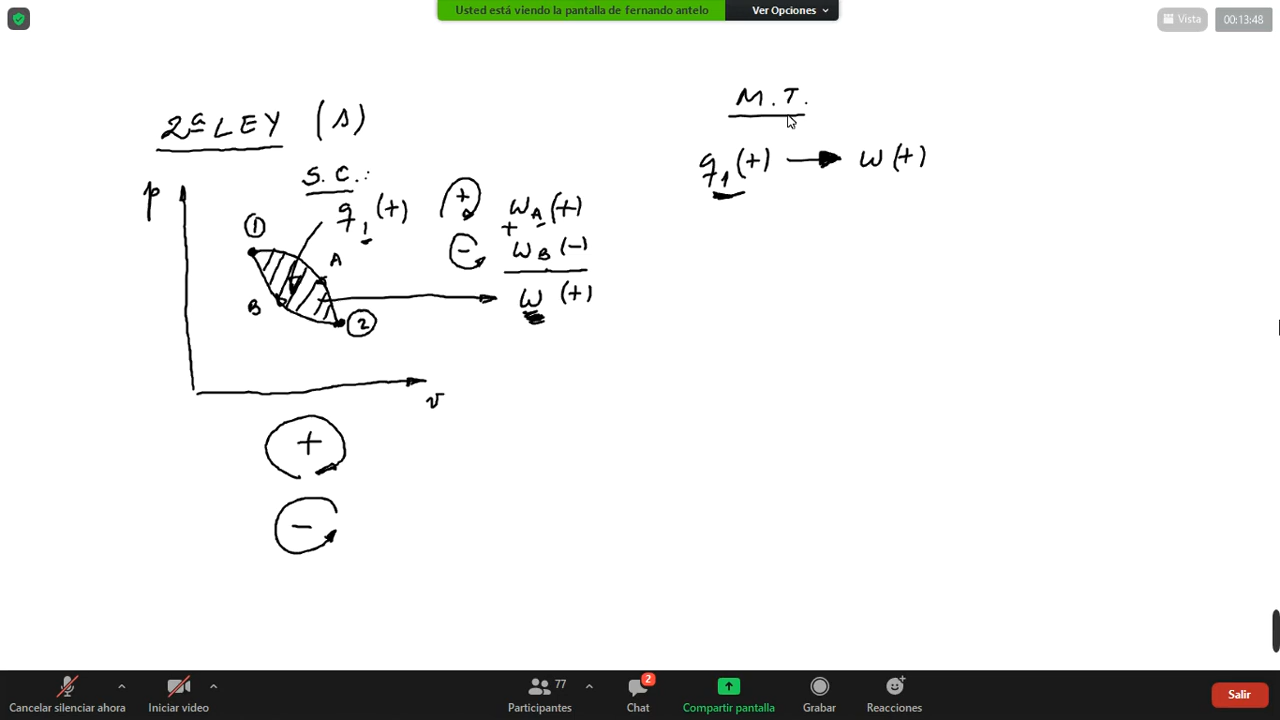 Usted está viendo la pantalla de fernando antelo
Ver Opciones
Vista
00:13:48
2ª LEY (s)
M.T.
S.C.:
q1 (+) → w (+)
p
q1 (+)
+
wA (+)
+
1
-
wB (-)
A
w (+)
B
2
v
+
-
Cancelar silenciar ahora
Iniciar video
77
Participantes
2
Chat
Compartir pantalla
Grabar
Reacciones
Salir